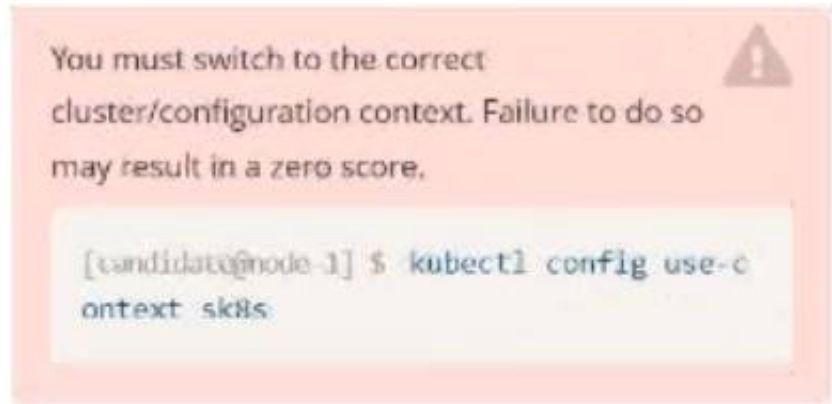 You must switch to the correct
cluster/configuration context. Failure to do so
may result in a zero score.
[candidate@node-1] $ kubectl config use-c
ontext sk8s